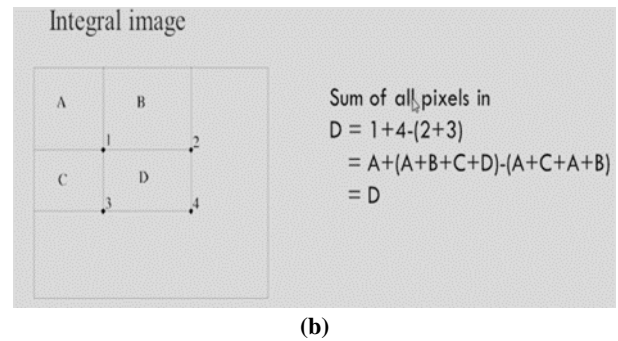 Integral image
A B
1 2
C D
3 4
Sum of all pixels in
D = 1+4-(2+3)
= A+(A+B+C+D)-(A+C+A+B)
= D
(b)